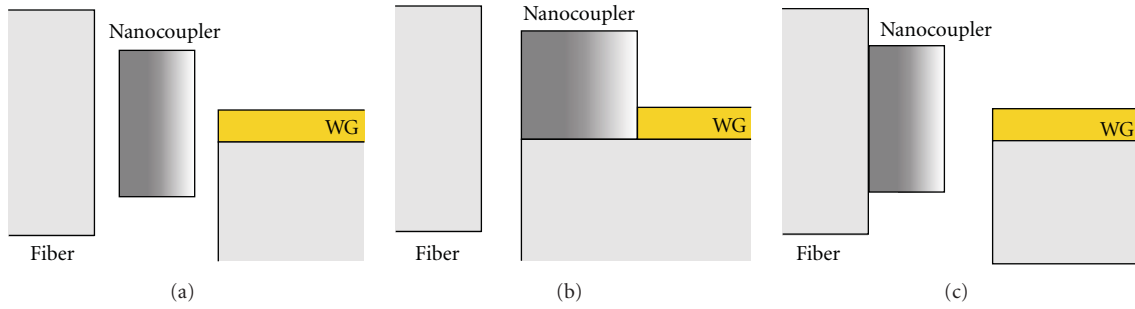 Nanocoupler
WG
Fiber
(a)
Nanocoupler
WG
Fiber
(b)
Nanocoupler
WG
Fiber
(c)